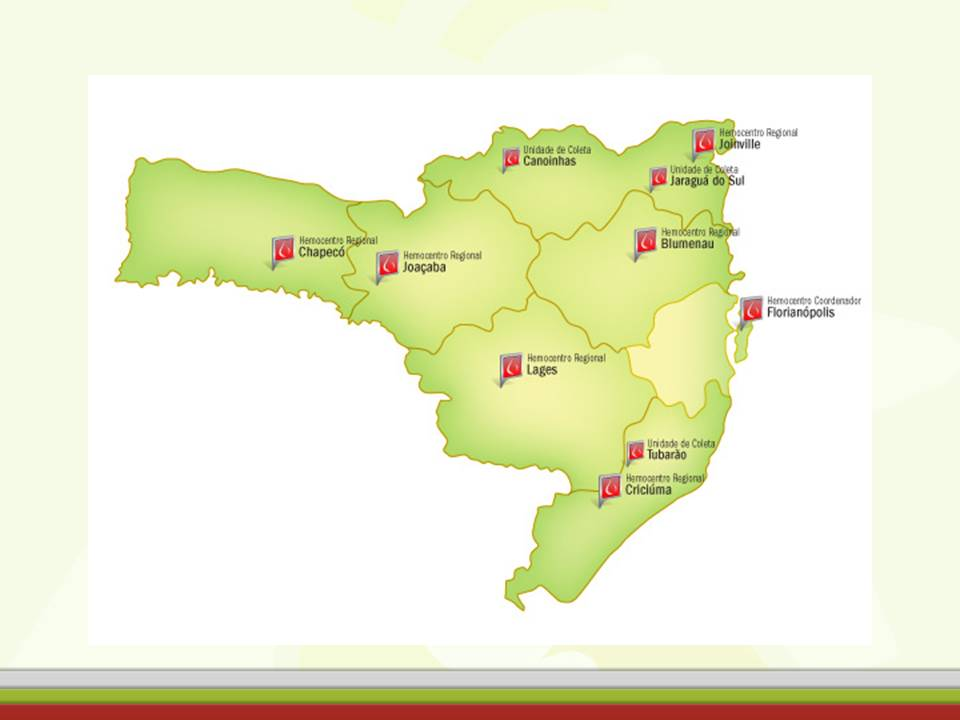 Hemocentro Regional
Joinville
Unidade de Coleta
Canoinhas
Unidade de Coleta
Jaraguá do Sul
Hemocentro Regional
Blumenau
Hemocentro Regional
Chapecó
Hemocentro Regional
Joaçaba
Hemocentro Coordenador
Florianópolis
Hemocentro Regional
Lages
Unidade de Coleta
Tubarão
Hemocentro Regional
Criciúma